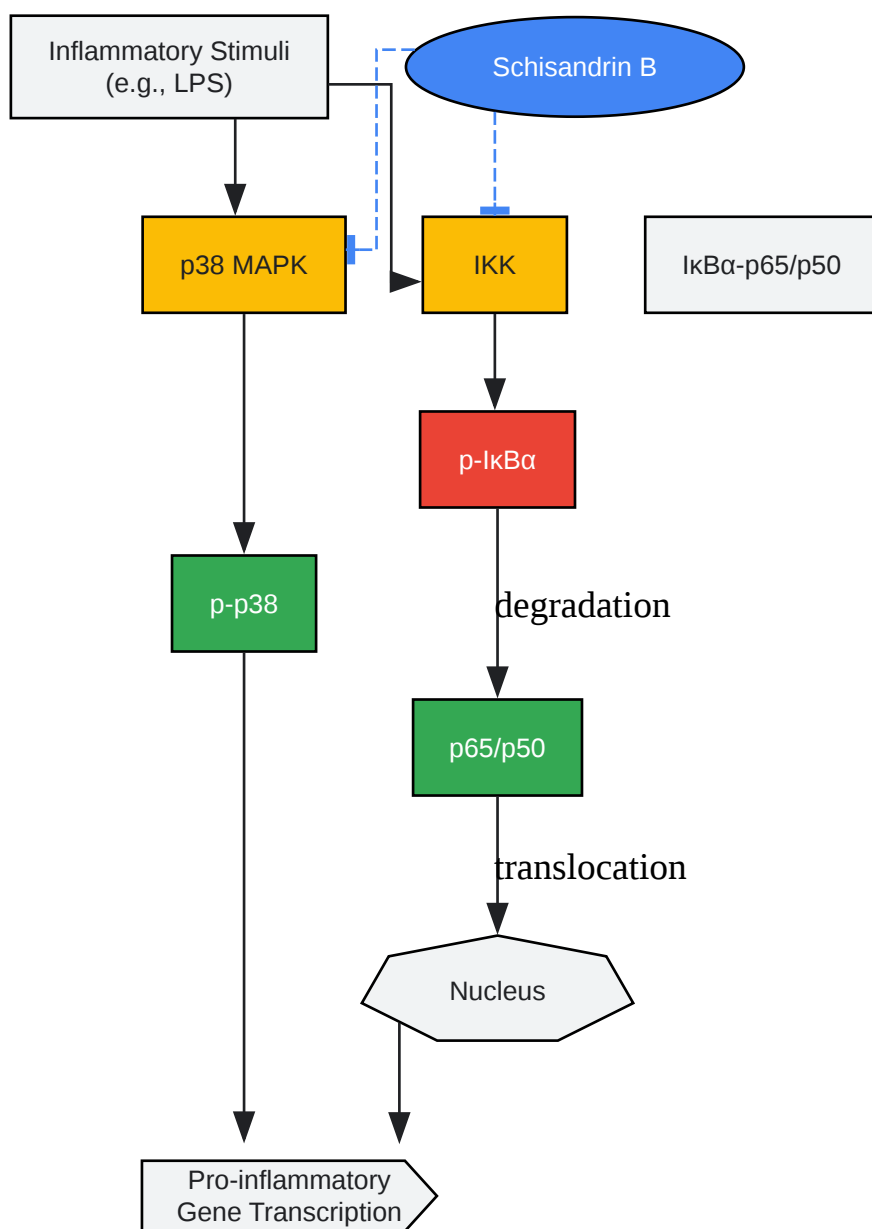 Inflammatory Stimuli
(e.g., LPS)
Schisandrin B
p38 MAPK
IKK
IκBα-p65/p50
p-IκBα
p-p38
degradation
p65/p50
translocation
Nucleus
Pro-inflammatory
Gene Transcription